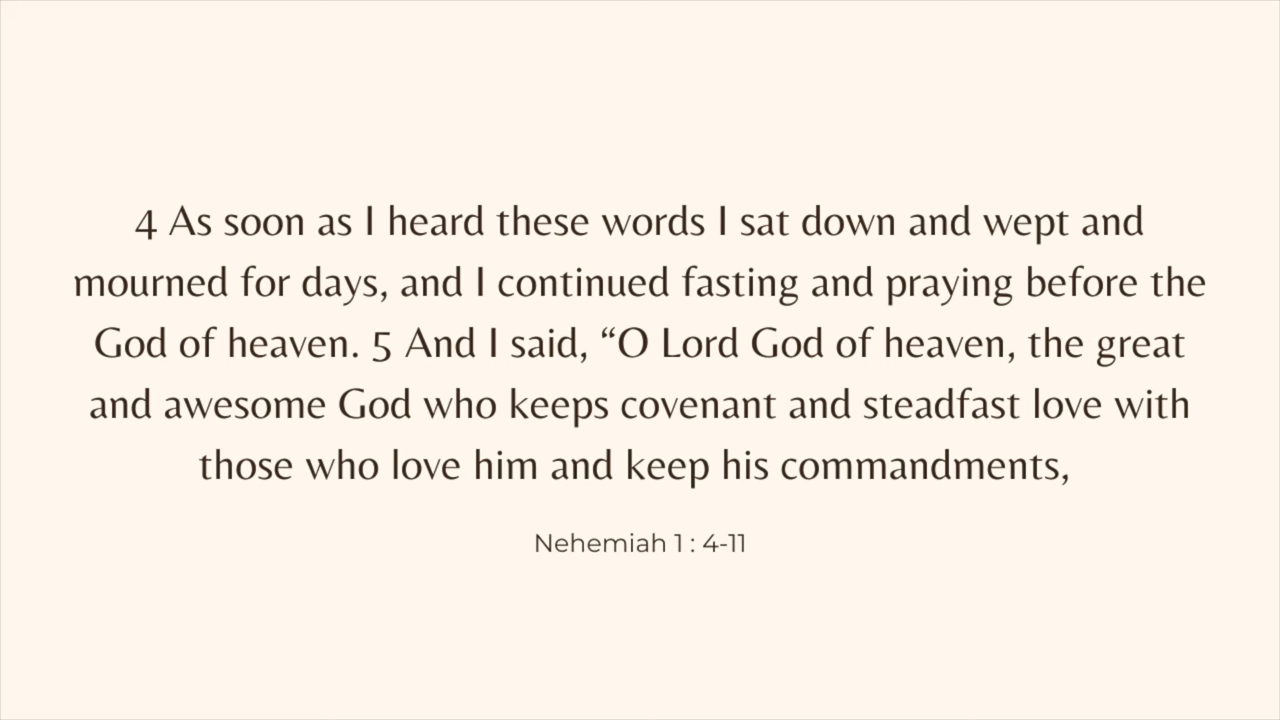 4 As soon as I heard these words I sat down and wept and
mourned for days, and I continued fasting and praying before the
God of heaven. 5 And I said, “O Lord God of heaven, the great
and awesome God who keeps covenant and steadfast love with
those who love him and keep his commandments,
Nehemiah 1 : 4-11